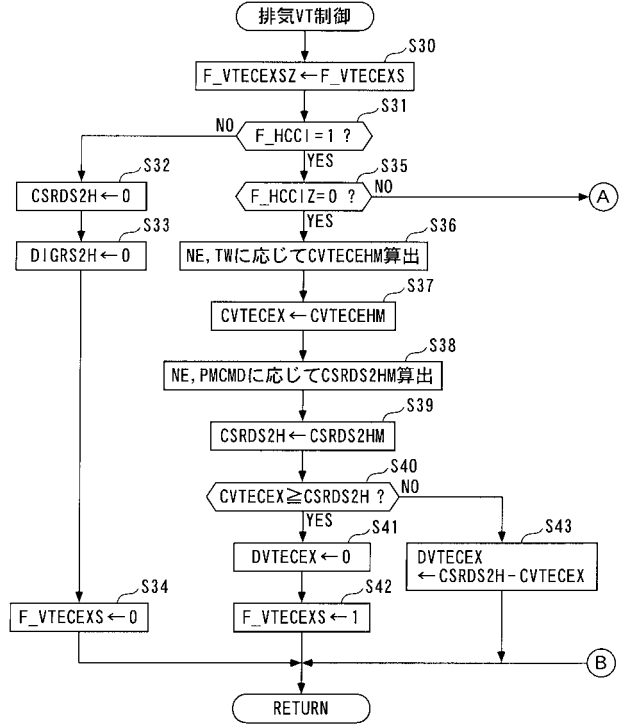 排気VT制御
S30
F_VTECEXSZ←F_VTECEXS
S31
F_HCCI=1 ?
NO
YES
S32
CSRDS2H←0
S35
F_HCCIZ=0 ?
NO
A
YES
S33
DIGRS2H←0
S36
NE,TWに応じてCVTECEHM算出
S37
CVTECEX←CVTECEHM
S38
NE,PMCMDに応じてCSRDS2HM算出
S39
CSRDS2H←CSRDS2HM
S40
CVTECEX≧CSRDS2H ?
NO
YES
S41
DVTECEX←0
S43
DVTECEX
←CSRDS2H-CVTECEX
S34
F_VTECEXS←0
S42
F_VTECEXS←1
B
RETURN